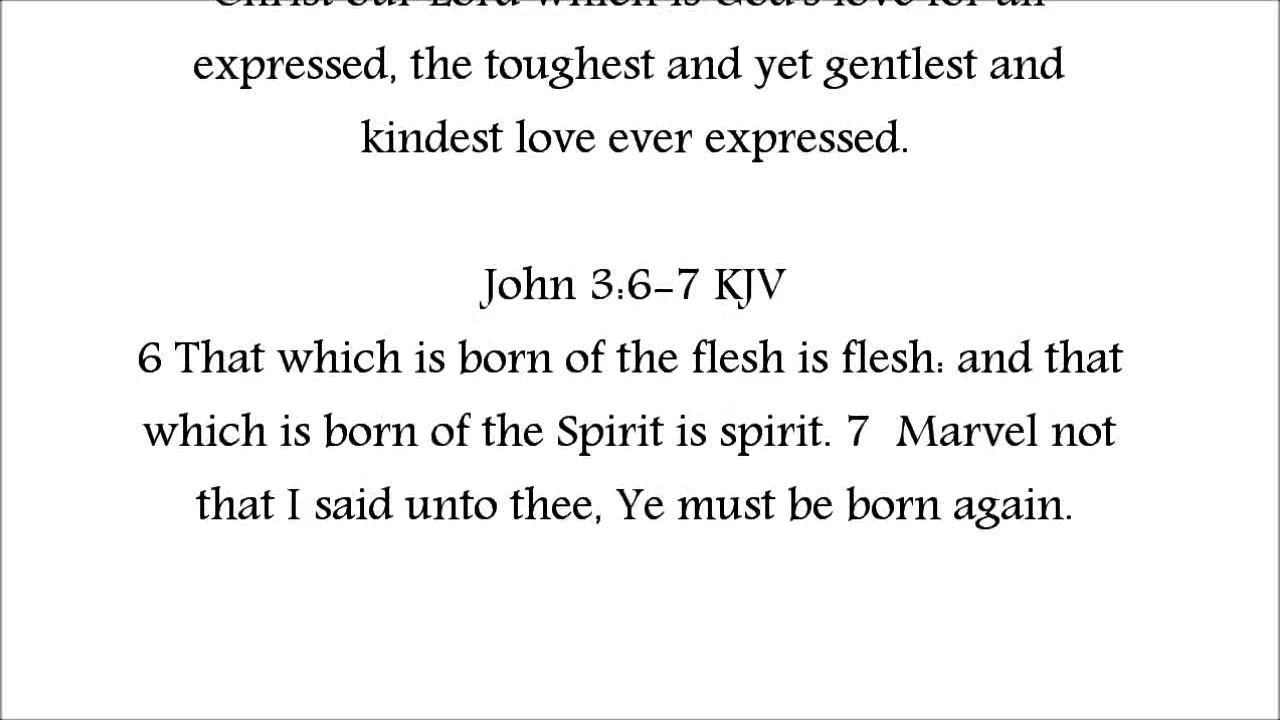 Christ our Lord which is God's love for all
expressed, the toughest and yet gentlest and
kindest love ever expressed.
John 3:6-7 KJV
6 That which is born of the flesh is flesh: and that
which is born of the Spirit is spirit. 7 Marvel not
that I said unto thee, Ye must be born again.